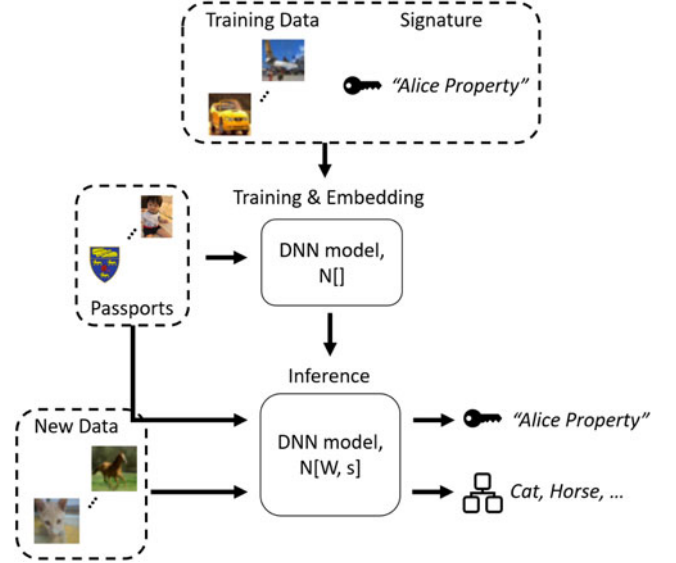 Training Data
Signature
"Alice Property"
Training & Embedding
DNN model,
N[]
Passports
Inference
New Data
DNN model,
N[W, s]
"Alice Property"
Cat, Horse, ...